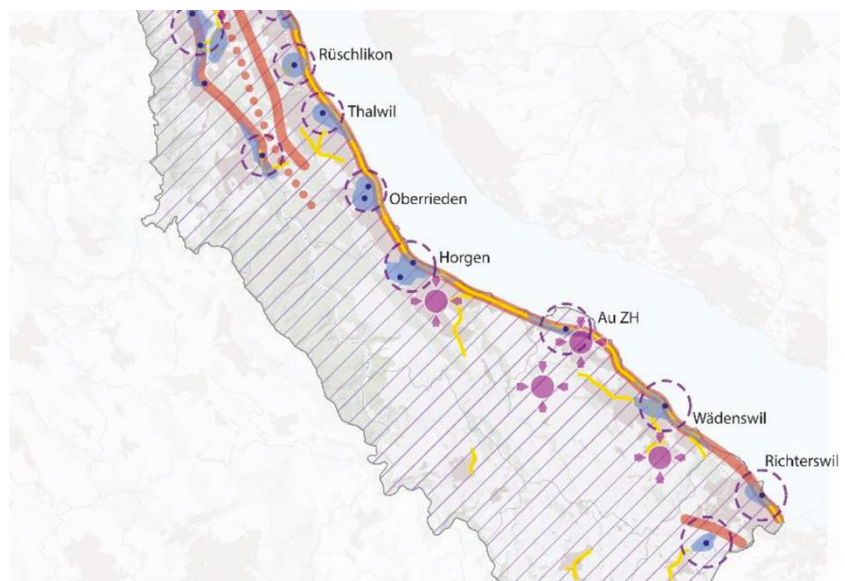 Rüschlikon
Thalwil
Oberrieden
Horgen
Au ZH
Wädenswil
Richterswil